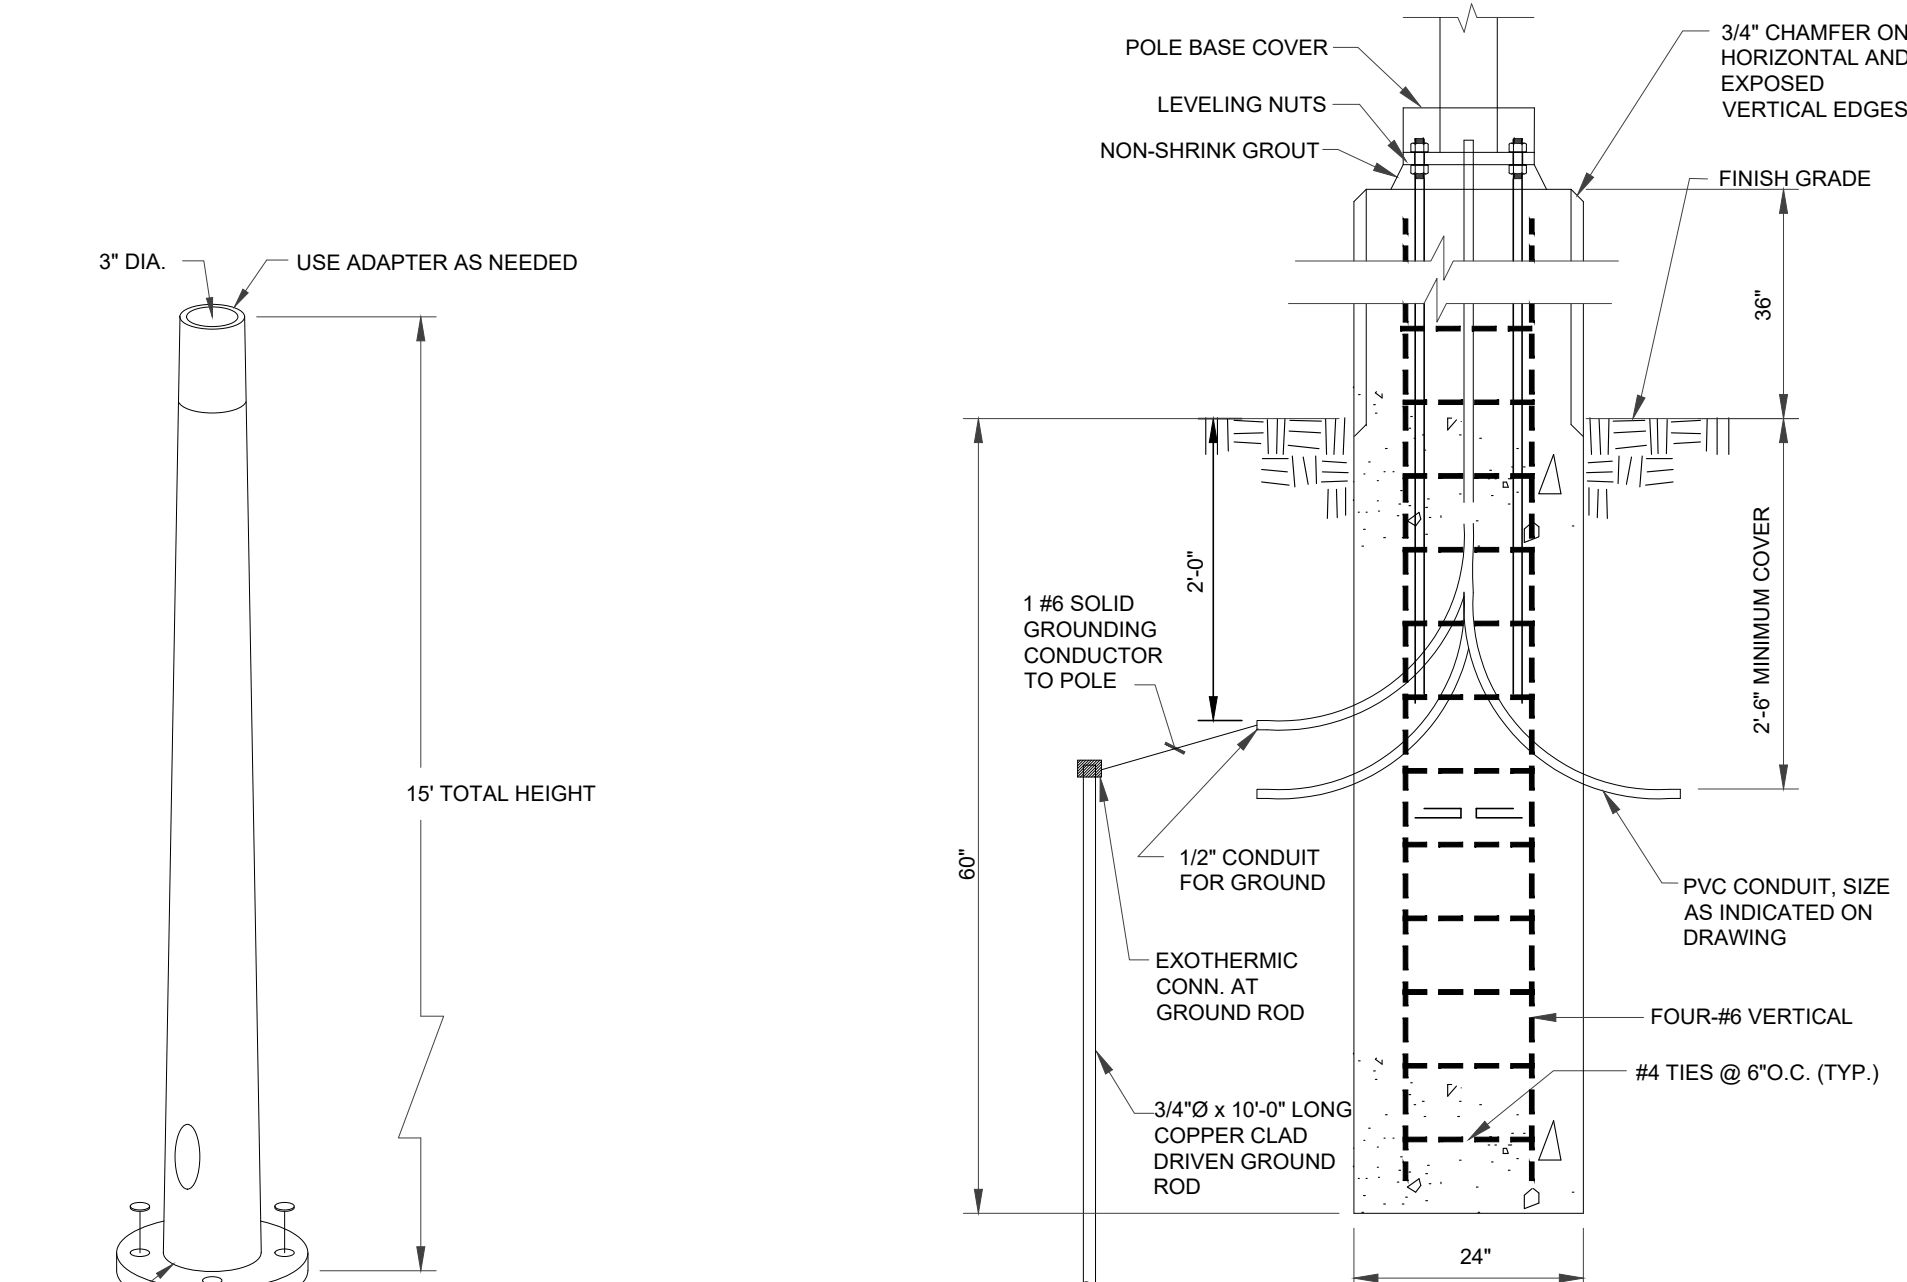 3" DIA.
USE ADAPTER AS NEEDED
15' TOTAL HEIGHT
POLE BASE COVER
LEVELING NUTS
NON-SHRINK GROUT
3/4" CHAMFER ON
HORIZONTAL AND
EXPOSED
VERTICAL EDGES
FINISH GRADE
36"
2'-0"
2'-6" MINIMUM COVER
1 #6 SOLID
GROUNDING
CONDUCTOR
TO POLE
60"
1/2" CONDUIT
FOR GROUND
PVC CONDUIT, SIZE
AS INDICATED ON
DRAWING
EXOTHERMIC
CONN. AT
GROUND ROD
FOUR-#6 VERTICAL
#4 TIES @ 6"O.C. (TYP.)
3/4"Ø x 10'-0" LONG
COPPER CLAD
DRIVEN GROUND
ROD
24"